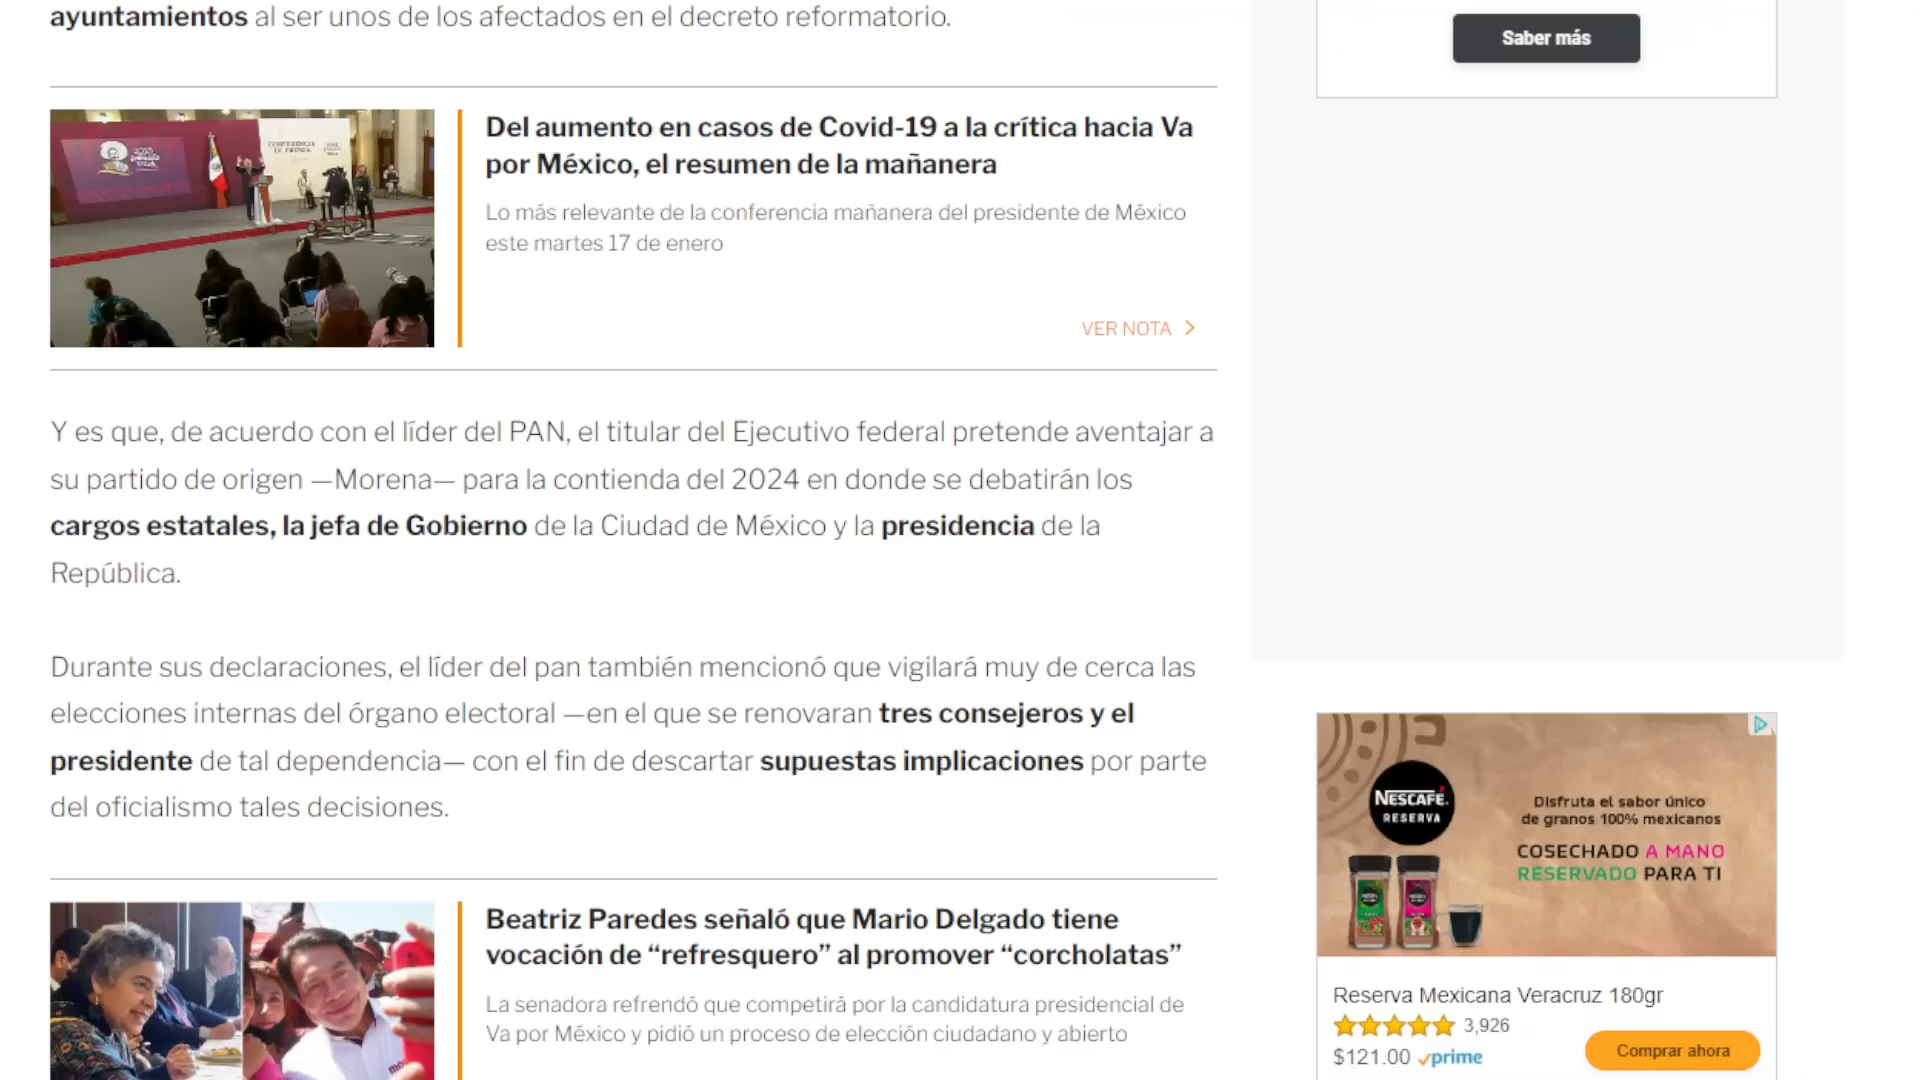 ayuntamientos al ser unos de los afectados en el decreto reformatorio.
Del aumento en casos de Covid-19 a la crítica hacia Va
por México, el resumen de la mañanera
Lo más relevante de la conferencia mañanera del presidente de México
este martes 17 de enero
VER NOTA
Y es que, de acuerdo con el líder del PAN, el titular del Ejecutivo federal pretende aventajar a
su partido de origen —Morena— para la contienda del 2024 en donde se debatirán los
cargos estatales, la jefa de Gobierno de la Ciudad de México y la presidencia de la
República.
Durante sus declaraciones, el líder del pan también mencionó que vigilará muy de cerca las
elecciones internas del órgano electoral —en el que se renovaran tres consejeros y el
presidente de tal dependencia— con el fin de descartar supuestas implicaciones por parte
del oficialismo tales decisiones.
Beatriz Paredes señaló que Mario Delgado tiene
vocación de “refresquero” al promover “corcholatas”
La senadora refrendó que competirá por la candidatura presidencial de
Va por México y pidió un proceso de elección ciudadano y abierto
Saber más
NESCAFÉ.
RESERVA
Disfruta el sabor único
de granos 100% mexicanos
COSECHADO A MANO
RESERVADO PARA TI
Reserva Mexicana Veracruz 180gr
3,926
$121.00 prime
Comprar ahora